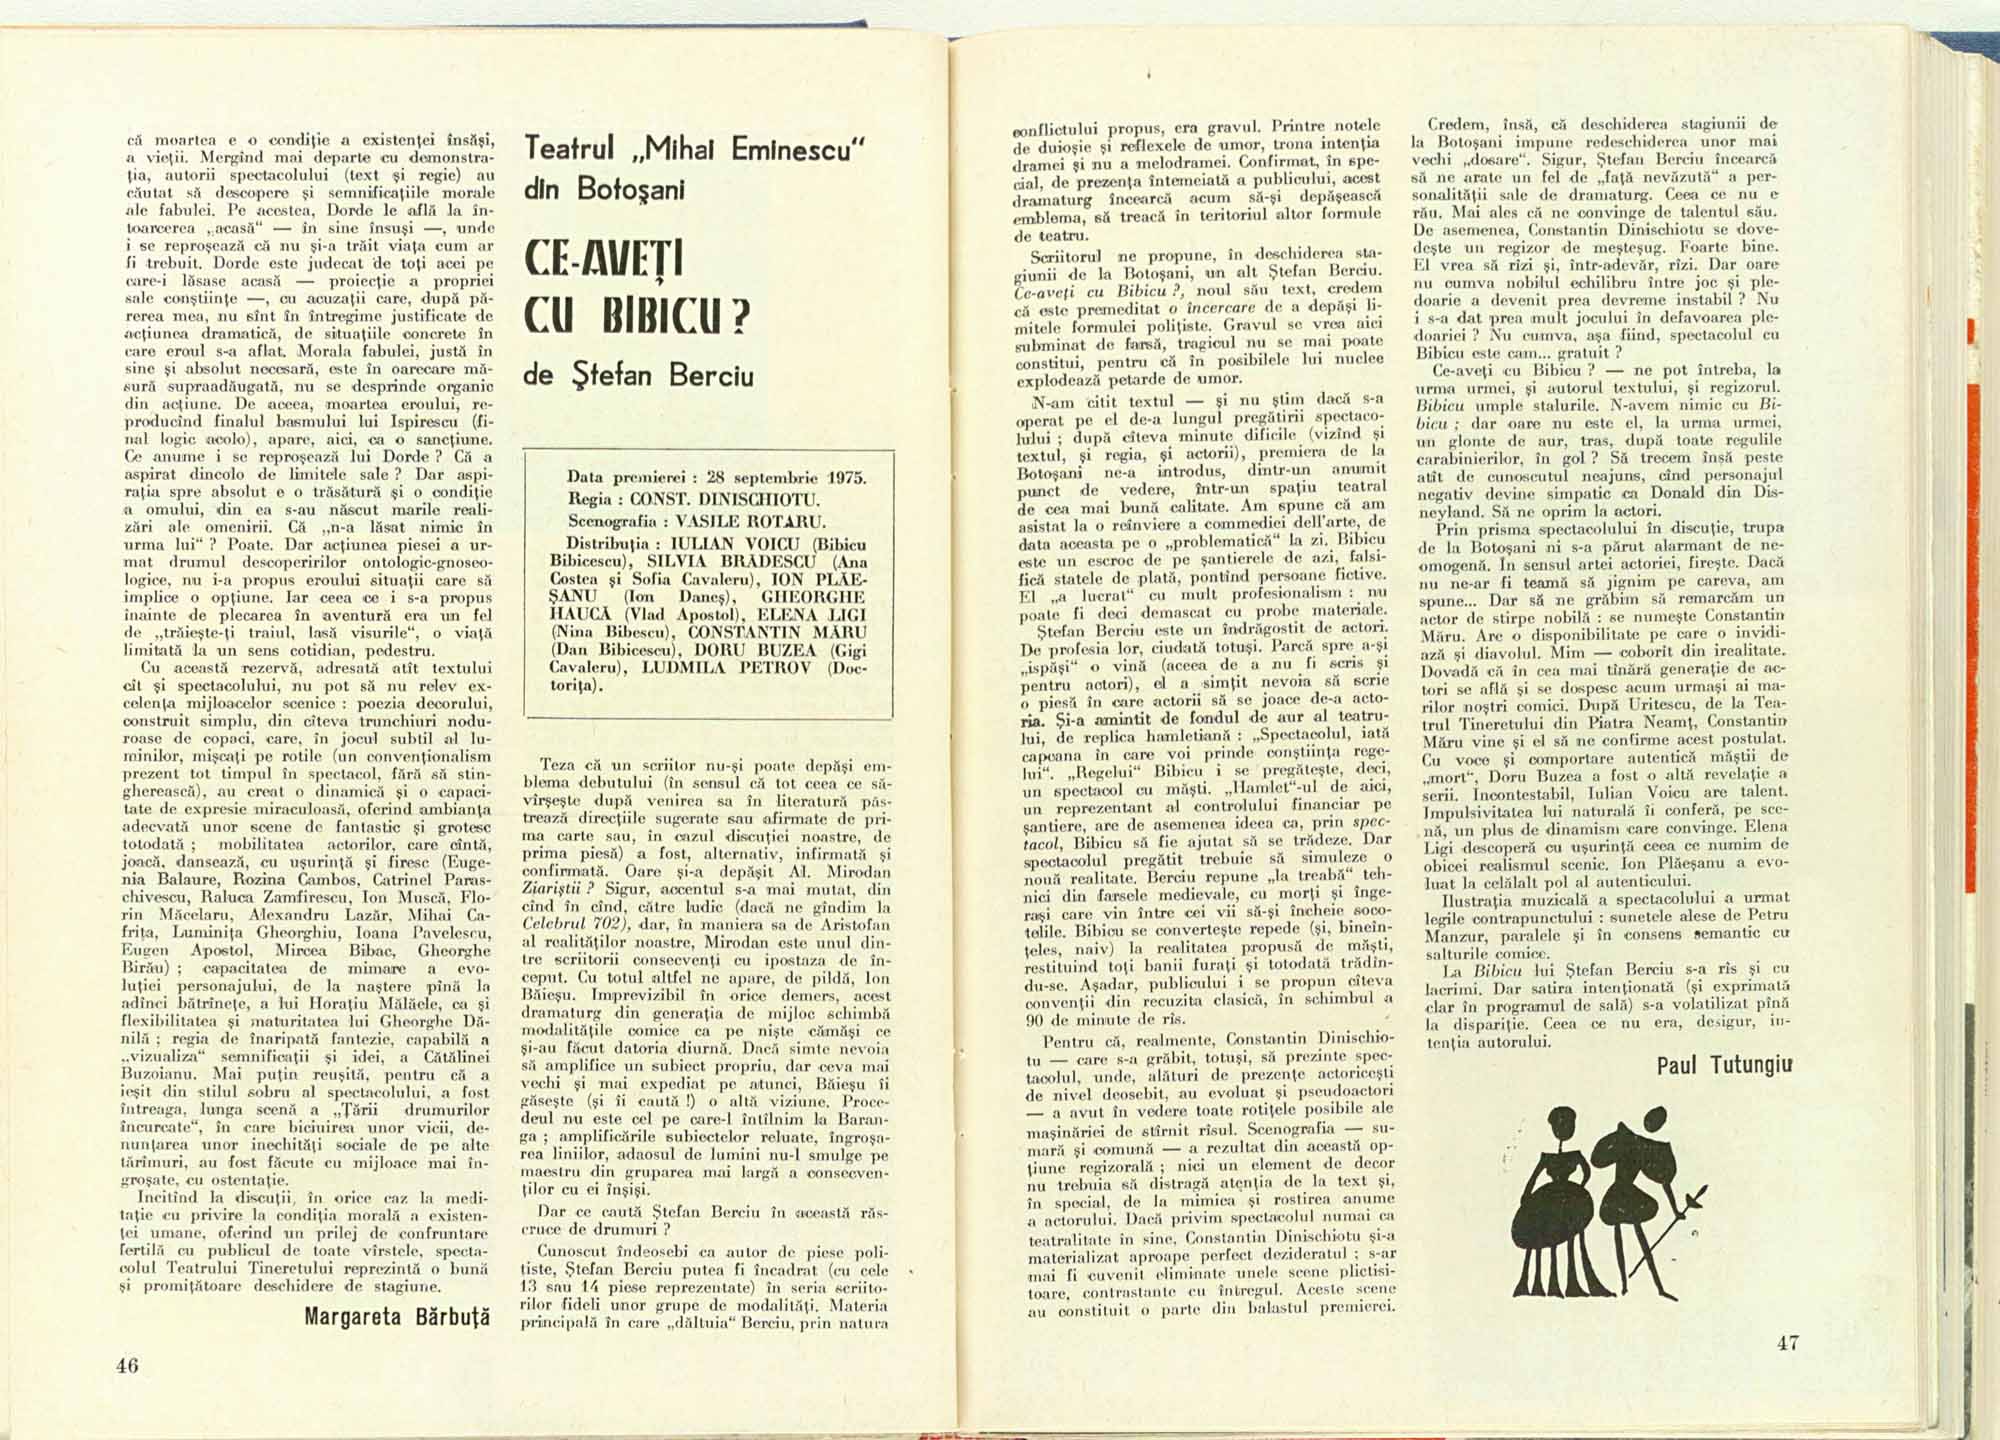 că moartea e o condiție a existenței însăși,
a vieții. Mergînd mai departe cu demonstra-
ția, autorii spectacolului (text și regie) au
căutat să descopere și semnificațiile morale
ale fabulei. Pe acestea, Dorde le află la în-
toarcerea „acasă“ — în sine însuși —, unde
i se reproșează că nu și-a trăit viața cum ar
fi trebuit. Dorde este judecat de toți acei pe
care-i lăsase acasă — proiecție a propriei
sale conștiințe —, cu acuzații care, după pă-
rerea mea, nu sînt în întregime justificate de
acțiunea dramatică, de situațiile concrete în
care eroul s-a aflat. Morala fabulei, justă în
sine și absolut necesară, este în oarecare mă-
sură supraadăugată, nu se desprinde organic
din acțiune. De aceea, moartea eroului, re-
producînd finalul basmului lui Ispirescu (fi-
nal logic acolo), apare, aici, ca o sancțiune.
Ce anume i se reproșează lui Dorde ? Că a
aspirat dincolo de limitele sale ? Dar aspi-
rația spre absolut e o trăsătură și o condiție
a omului, din ea s-au născut marile reali-
zări ale omenirii. Că „n-a lăsat nimic în
urma lui“ ? Poate. Dar acțiunea piesei a ur-
mat drumul descoperirilor ontologic-gnoseo-
logice, nu i-a propus eroului situații care să
implice o opțiune. Iar ceea ce i s-a propus
înainte de plecarea în aventură era un fel
de „trăiește-ți traiul, lasă visurile“, o viață
limitată la un sens cotidian, pedestru.
Cu această rezervă, adresată atît textului
cît și spectacolului, nu pot să nu relev ex-
celența mijloacelor scenice : poezia decorului,
construit simplu, din cîteva trunchiuri nodu-
roase de copaci, care, în jocul subtil al lu-
minilor, mișcați pe rotile (un convenționalism
prezent tot timpul în spectacol, fără să stin-
gherească), au creat o dinamică și o capaci-
tate de expresie miraculoasă, oferind ambianța
adecvată unor scene de fantastic și grotesc
totodată ; mobilitatea actorilor, care cîntă,
joacă, dansează, cu ușurință și firesc (Euge-
nia Balaure, Rozina Cambos, Catrinel Paras-
chivescu, Raluca Zamfirescu, Ion Muscă, Flo-
rin Măcelaru, Alexandru Lazăr, Mihai Ca-
frița, Luminița Gheorghiu, Ioana Pavelescu,
Eugen Apostol, Mircea Bibac, Gheorghe
Birău) ; capacitatea de mimare a evo-
luției personajului, de la naștere pînă la
adînci bătrînețe, a lui Horațiu Mălăele, ca și
flexibilitatea și maturitatea lui Gheorghe Dă-
nilă ; regia de înaripată fantezie, capabilă a
„vizualiza“ semnificații și idei, a Cătălinei
Buzoianu. Mai puțin reușită, pentru că a
ieșit din stilul sobru al spectacolului, a fost
întreaga, lunga scenă a „Țării drumurilor
încurcate“, în care biciuirea unor vicii, de-
nunțarea unor inechități sociale de pe alte
tărîmuri, au fost făcute cu mijloace mai în-
groșate, cu ostentație.
Incitînd la discuții, în orice caz la medi-
tație cu privire la condiția morală a existen-
ței umane, oferind un prilej de confruntare
fertilă cu publicul de toate vîrstele, specta-
colul Teatrului Tineretului reprezintă o bună
și promițătoare deschidere de stagiune.
Margareta Bărbuță
46
Teatrul „Mihai Eminescu“
din Botoșani
CE-AVEȚI
CU BIBICU ?
de Ștefan Berciu
Data premierei : 28 septembrie 1975.
Regia : CONST. DINISCHIOTU.
Scenografia : VASILE ROTARU.
Distribuția : IULIAN VOICU (Bibicu
Bibicescu), SILVIA BRĂDESCU (Ana
Costea și Sofia Cavaleru), ION PLĂE-
ȘANU (Ion Daneș), GHEORGHE
HAUCĂ (Vlad Apostol), ELENA LIGI
(Nina Bibescu), CONSTANTIN MĂRU
(Dan Bibicescu), DORU BUZEA (Gigi
Cavaleru), LUDMILA PETROV (Doc-
torița).
Teza că un scriitor nu-și poate depăși em-
blema debutului (în sensul că tot ceea ce să-
vîrșește după venirea sa în literatură păs-
trează direcțiile sugerate sau afirmate de pri-
ma carte sau, în cazul discuției noastre, de
prima piesă) a fost, alternativ, infirmată și
confirmată. Oare și-a depășit Al. Mirodan
Ziariștii ? Sigur, accentul s-a mai mutat, din
cînd în cînd, către ludic (dacă ne gîndim la
Celebrul 702), dar, în maniera sa de Aristofan
al realităților noastre, Mirodan este unul din-
tre scriitorii consecvenți cu ipostaza de în-
ceput. Cu totul altfel ne apare, de pildă, Ion
Băieșu. Imprevizibil în orice demers, acest
dramaturg din generația de mijloc schimbă
modalitățile comice ca pe niște cămăși ce
și-au făcut datoria diurnă. Dacă simte nevoia
să amplifice un subiect propriu, dar ceva mai
vechi și mai expediat pe atunci, Băieșu îi
găsește (și îi caută !) o altă viziune. Proce-
deul nu este cel pe care-l întîlnim la Baran-
ga ; amplificările subiectelor reluate, îngroșa-
rea liniilor, adaosul de lumini nu-l smulge pe
maestru din gruparea mai largă a consecven-
ților cu ei înșiși.
Dar ce caută Ștefan Berciu în această răs-
cruce de drumuri ?
Cunoscut îndeosebi ca autor de piese poli-
țiste, Ștefan Berciu putea fi încadrat (cu cele
13 sau 14 piese reprezentate) în seria scriito-
rilor fideli unor grupe de modalități. Materia
principală în care „dăltuia“ Berciu, prin natura
conflictului propus, era gravul. Printre notele
de duioșie și reflexele de umor, trona intenția
dramei și nu a melodramei. Confirmat, în spe-
cial, de prezența întemeiată a publicului, acest
dramaturg încearcă acum să-și depășească
emblema, să treacă în teritoriul altor formule
de teatru.
Scriitorul ne propune, în deschiderea sta-
giunii de la Botoșani, un alt Ștefan Berciu.
Ce-aveți cu Bibicu ?, noul său text, credem
că este premeditat o încercare de a depăși li-
mitele formulei polițiste. Gravul se vrea aici
subminat de farsă, tragicul nu se mai poate
constitui, pentru că în posibilele lui nuclee
explodează petarde de umor.
N-am citit textul — și nu știm dacă s-a
operat pe el de-a lungul pregătirii spectaco-
lului ; după cîteva minute dificile (vizînd și
textul, și regia, și actorii), premiera de la
Botoșani ne-a introdus, dintr-un anumit
punct de vedere, într-un spațiu teatral
de cea mai bună calitate. Am spune că am
asistat la o reînviere a commediei dell'arte, de
data aceasta pe o „problematică“ la zi. Bibicu
este un escroc de pe șantierele de azi, falsi-
fică statele de plată, pontînd persoane fictive.
El „a lucrat“ cu mult profesionalism : nu
poate fi deci demascat cu probe materiale.
Ștefan Berciu este un îndrăgostit de actori.
De profesia lor, ciudată totuși. Parcă spre a-și
„ispăși“ o vină (aceea de a nu fi scris și
pentru actori), el a simțit nevoia să scrie
o piesă în care actorii să se joace de-a acto-
ria. Și-a amintit de fondul de aur al teatru-
lui, de replica hamletiană : „Spectacolul, iată
capcana în care voi prinde conștiința rege-
lui“. „Regelui“ Bibicu i se pregătește, deci,
un spectacol cu măști. „Hamlet“-ul de aici,
un reprezentant al controlului financiar pe
șantiere, are de asemenea ideea ca, prin spec-
tacol, Bibicu să fie ajutat să se trădeze. Dar
spectacolul pregătit trebuie să simuleze o
nouă realitate. Berciu repune „la treabă“ teh-
nici din farsele medievale, cu morți și înge-
rași care vin între cei vii să-și încheie soco-
telile. Bibicu se convertește repede (și, bineîn-
țeles, naiv) la realitatea propusă de măști,
restituind toți banii furați și totodată trădîn-
du-se. Așadar, publicului i se propun cîteva
convenții din recuzita clasică, în schimbul a
90 de minute de rîs.
Pentru că, realmente, Constantin Dinischio-
tu — care s-a grăbit, totuși, să prezinte spec-
tacolul, unde, alături de prezențe actoricești
de nivel deosebit, au evoluat și pseudoactori
— a avut în vedere toate rotițele posibile ale
mașinăriei de stîrnit rîsul. Scenografia — su-
mară și comună — a rezultat din această op-
țiune regizorală ; nici un element de decor
nu trebuia să distragă atenția de la text și,
în special, de la mimica și rostirea anume
a actorului. Dacă privim spectacolul numai ca
teatralitate în sine, Constantin Dinischiotu și-a
materializat aproape perfect dezideratul ; s-ar
mai fi cuvenit eliminate unele scene plictisi-
toare, contrastante cu întregul. Aceste scene
au constituit o parte din balastul premierei.
Credem, însă, că deschiderea stagiunii de
la Botoșani impune redeschiderea unor mai
vechi „dosare“. Sigur, Ștefan Berciu încearcă
să ne arate un fel de „față nevăzută“ a per-
sonalității sale de dramaturg. Ceea ce nu e
rău. Mai ales că ne convinge de talentul său.
De asemenea, Constantin Dinischiotu se dove-
dește un regizor de meșteșug. Foarte bine.
El vrea să rîzi și, într-adevăr, rîzi. Dar oare
nu cumva nobilul echilibru între joc și ple-
doarie a devenit prea devreme instabil ? Nu
i s-a dat prea mult jocului în defavoarea ple-
doariei ? Nu cumva, așa fiind, spectacolul cu
Bibicu este cam... gratuit ?
Ce-aveți cu Bibicu ? — ne pot întreba, la
urma urmei, și autorul textului, și regizorul.
Bibicu umple stalurile. N-avem nimic cu Bi-
bicu ; dar oare nu este el, la urma urmei,
un glonte de aur, tras, după toate regulile
carabinierilor, în gol ? Să trecem însă peste
atît de cunoscutul neajuns, cînd personajul
negativ devine simpatic ca Donald din Dis-
neyland. Să ne oprim la actori.
Prin prisma spectacolului în discuție, trupa
de la Botoșani ni s-a părut alarmant de ne-
omogenă. În sensul artei actoriei, firește. Dacă
nu ne-ar fi teamă să jignim pe careva, am
spune... Dar să ne grăbim să remarcăm un
actor de stirpe nobilă : se numește Constantin
Măru. Are o disponibilitate pe care o invidi-
ază și diavolul. Mim — coborît din irealitate.
Dovadă că în cea mai tînără generație de ac-
tori se află și se dospesc acum urmași ai ma-
rilor noștri comici. După Uritescu, de la Tea-
trul Tineretului din Piatra Neamț, Constantin
Măru vine și el să ne confirme acest postulat.
Cu voce și comportare autentică măștii de
„mort“, Doru Buzea a fost o altă revelație a
serii. Incontestabil, Iulian Voicu are talent.
Impulsivitatea lui naturală îi conferă, pe sce-
nă, un plus de dinamism care convinge. Elena
Ligi descoperă cu ușurință ceea ce numim de
obicei realismul scenic. Ion Plăeșanu a evo-
luat la celălalt pol al autenticului.
Ilustrația muzicală a spectacolului a urmat
legile contrapunctului : sunetele alese de Petru
Manzur, paralele și în consens semantic cu
salturile comice.
La Bibicu lui Ștefan Berciu s-a rîs și cu
lacrimi. Dar satira intenționată (și exprimată
clar în programul de sală) s-a volatilizat pînă
la dispariție. Ceea ce nu era, desigur, in-
tenția autorului.
Paul Tutungiu
47